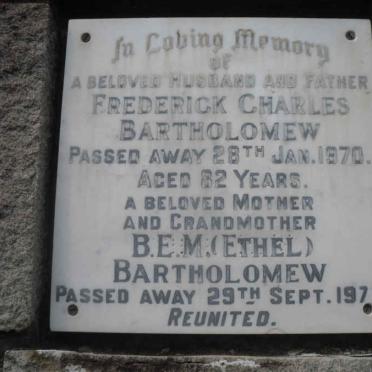 In Loving Memory
OF
A BELOVED HUSBAND AND FATHER
FREDERICK CHARLES
BARTHOLOMEW
PASSED AWAY 28TH JAN. 1970.
AGED 82 YEARS.
A BELOVED MOTHER
AND GRANDMOTHER
B.E.M. (ETHEL)
BARTHOLOMEW
PASSED AWAY 29TH SEPT. 197
REUNITED.